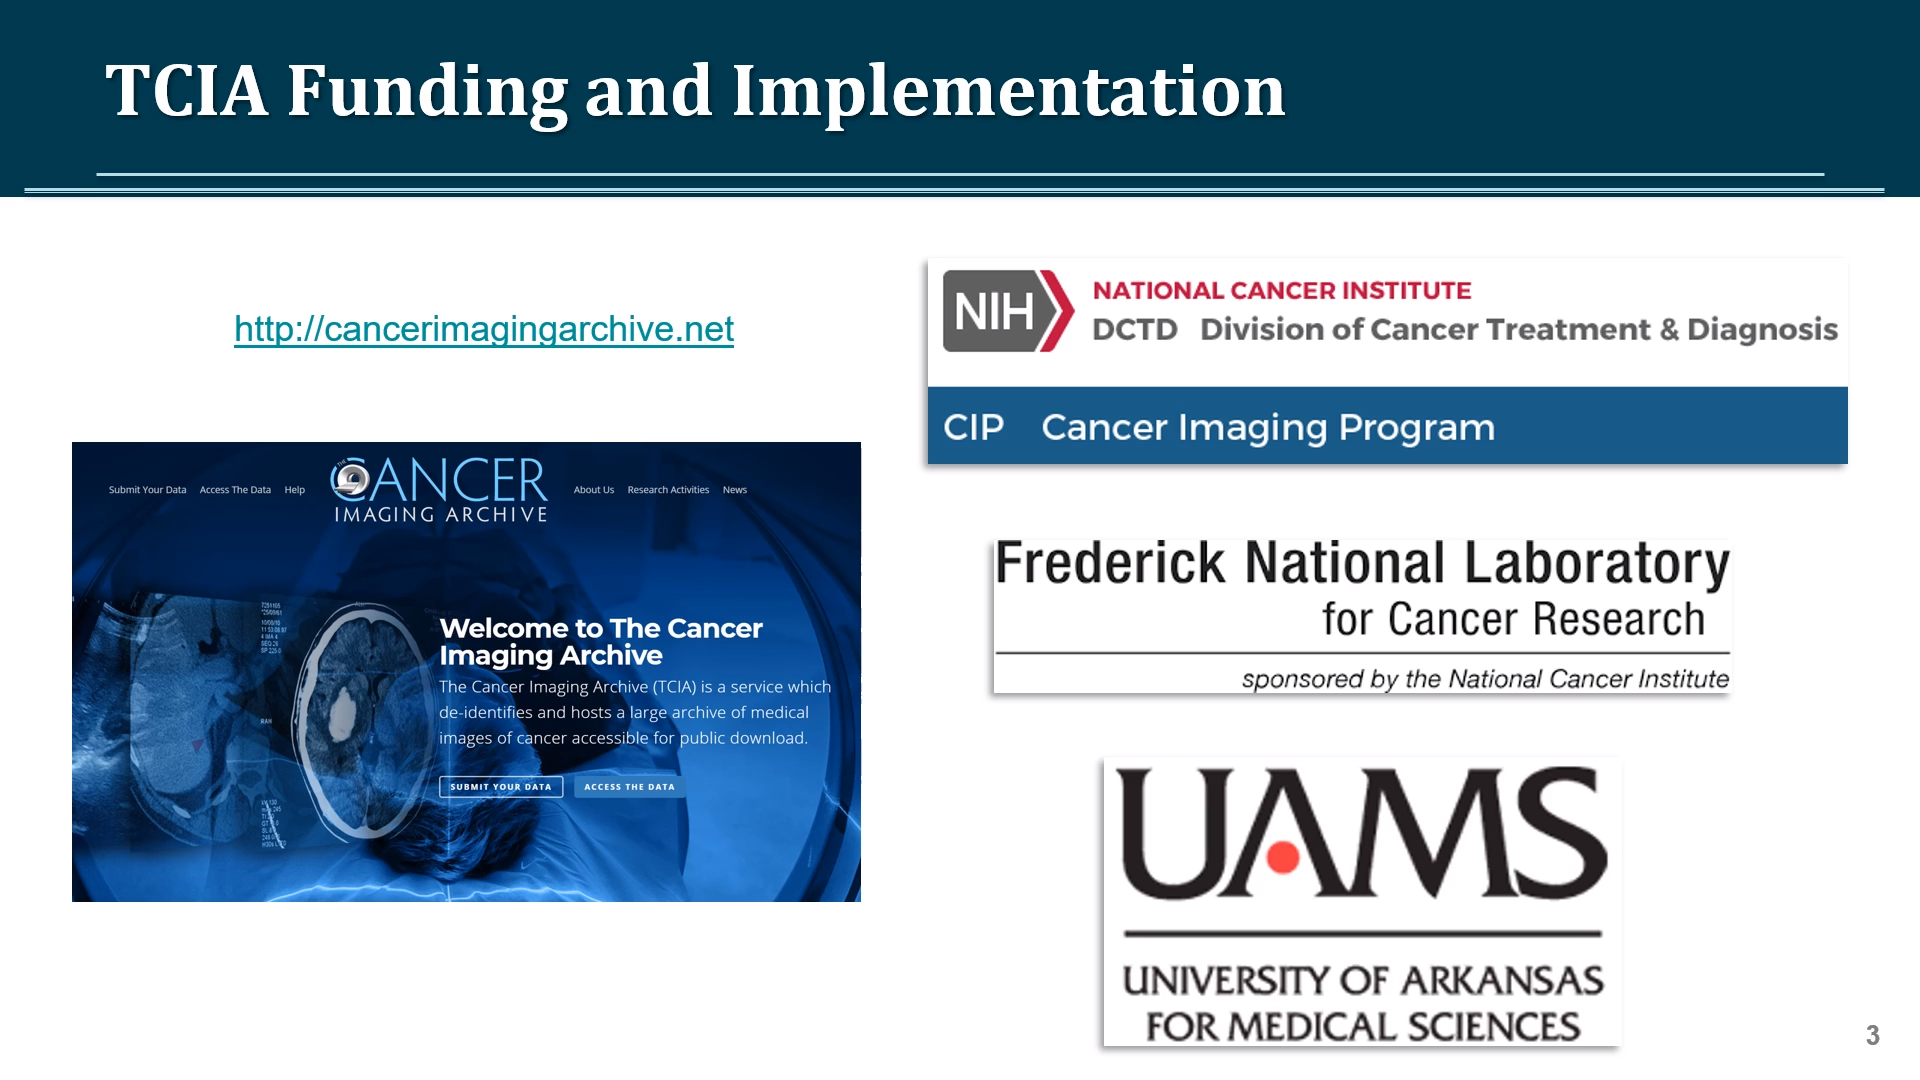 TCIA Funding and Implementation
http://cancerimagingarchive.net
Submit Your Data Access The Data Help
THE CANCER
IMAGING ARCHIVE
About Us Research Activities News
Welcome to The Cancer
Imaging Archive
The Cancer Imaging Archive (TCIA) is a service which
de-identifies and hosts a large archive of medical
images of cancer accessible for public download.
SUBMIT YOUR DATA ACCESS THE DATA
NIH
NATIONAL CANCER INSTITUTE
DCTD Division of Cancer Treatment & Diagnosis
CIP Cancer Imaging Program
Frederick National Laboratory
for Cancer Research
sponsored by the National Cancer Institute
UAMS
UNIVERSITY OF ARKANSAS
FOR MEDICAL SCIENCES
3